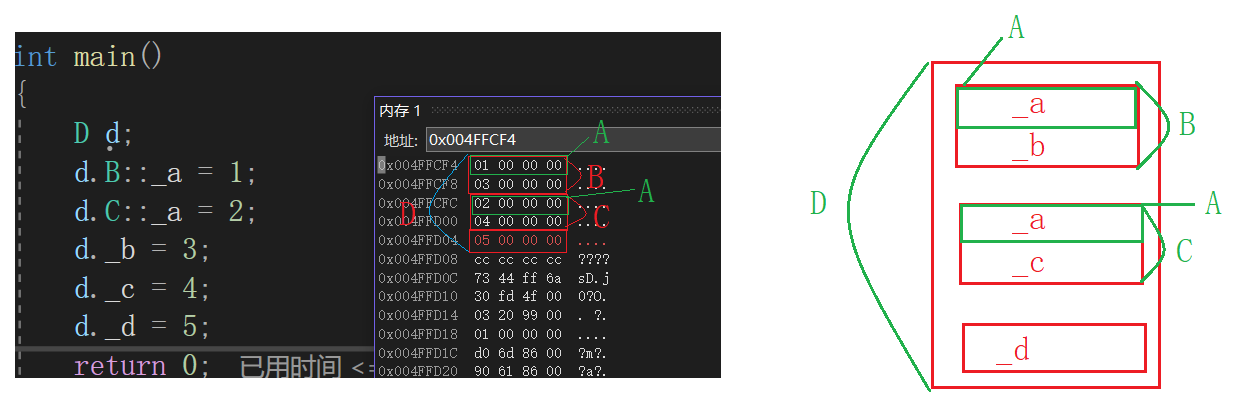 int main()
{
D d;
d.B::_a = 1;
d.C::_a = 2;
d._b = 3;
d._c = 4;
d._d = 5;
return 0; 已用时间 <=
内存 1
地址: 0x004FFCF4
0x004FFCF4 01 00 00 00 ....
0x004FFCF8 03 00 00 00 ....
0x004FFCFC 02 00 00 00 ....
0x004FFD00 04 00 00 00 ....
0x004FFD04 05 00 00 00 ....
0x004FFD08 cc cc cc cc ????
0x004FFD0C 73 44 ff 6a sD.j
0x004FFD10 30 fd 4f 00 0?O.
0x004FFD14 03 20 99 00 . ?.
0x004FFD18 01 00 00 00 ....
0x004FFD1C d0 6d 86 00 ?m?.
0x004FFD20 90 61 86 00 ?a?.
A
B
A
C
D
A
_a
B
_b
D
A
_a
C
_c
_d